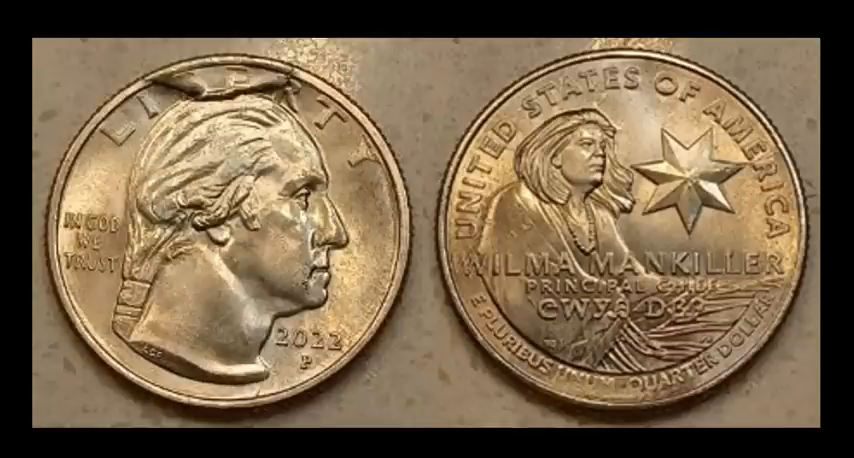 LIBERTY
IN GOD
WE
TRUST
2022
P
UNITED STATES OF AMERICA
WILMA MANKILLER
PRINCIPAL CHIEF
E PLURIBUS UNUM
QUARTER DOLLAR